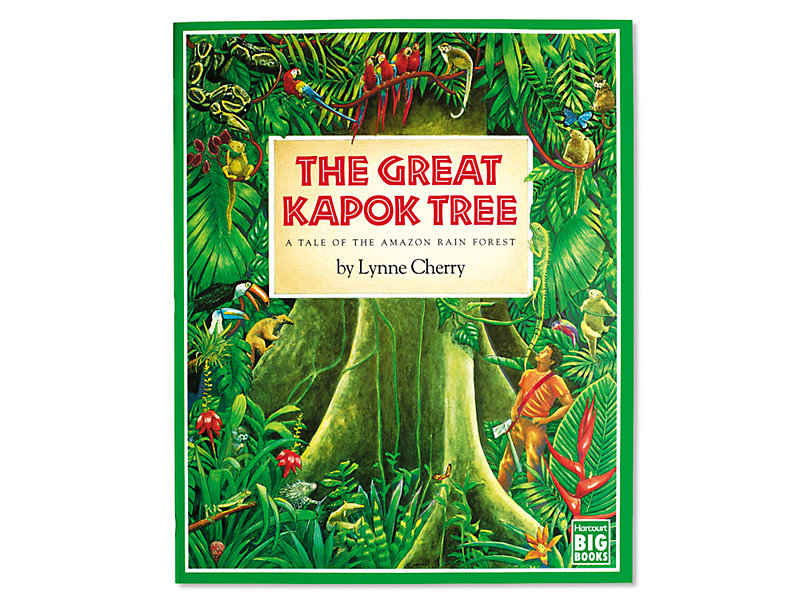 THE GREAT
KAPOK TREE
A TALE OF THE AMAZON RAIN FOREST
by Lynne Cherry
Harcourt
BIG
BOOKS